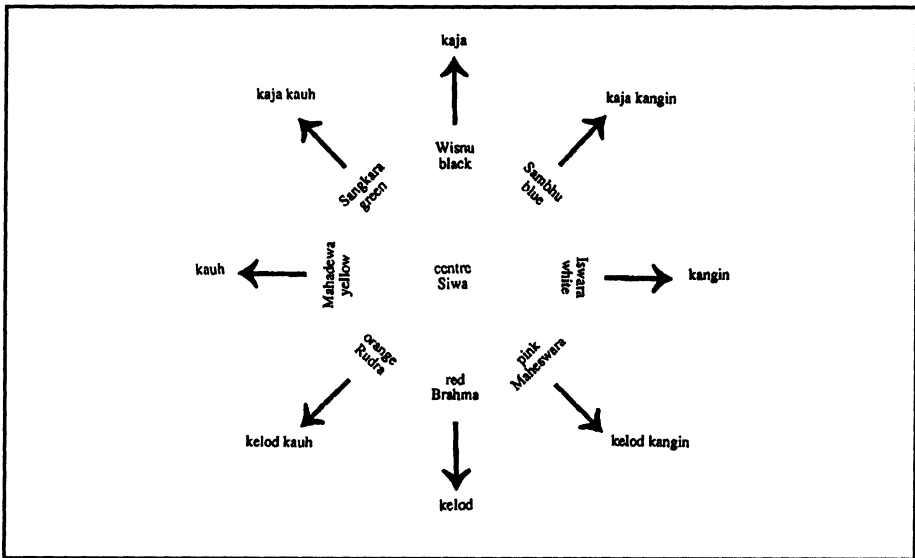 kaja
kaja kauh
kaja kangin
Wisnu
black
Sangkara
green
Sambhu
blue
kauh
Mahadewa
yellow
centre
Siwa
Iswara
white
kangin
orange
Rudra
pink
Maheswara
red
Brahma
kelod kauh
kelod kangin
kelod